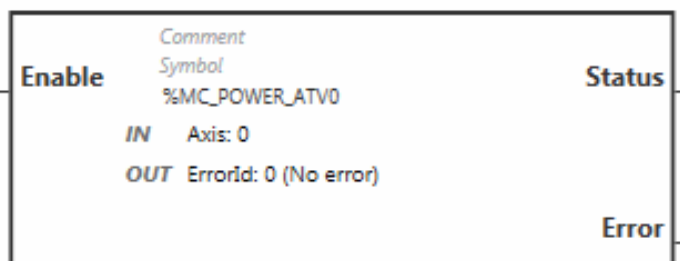 Comment
Symbol
Enable
%MC_POWER_ATV0
Status
IN Axis: 0
OUT ErrorId: 0 (No error)
Error